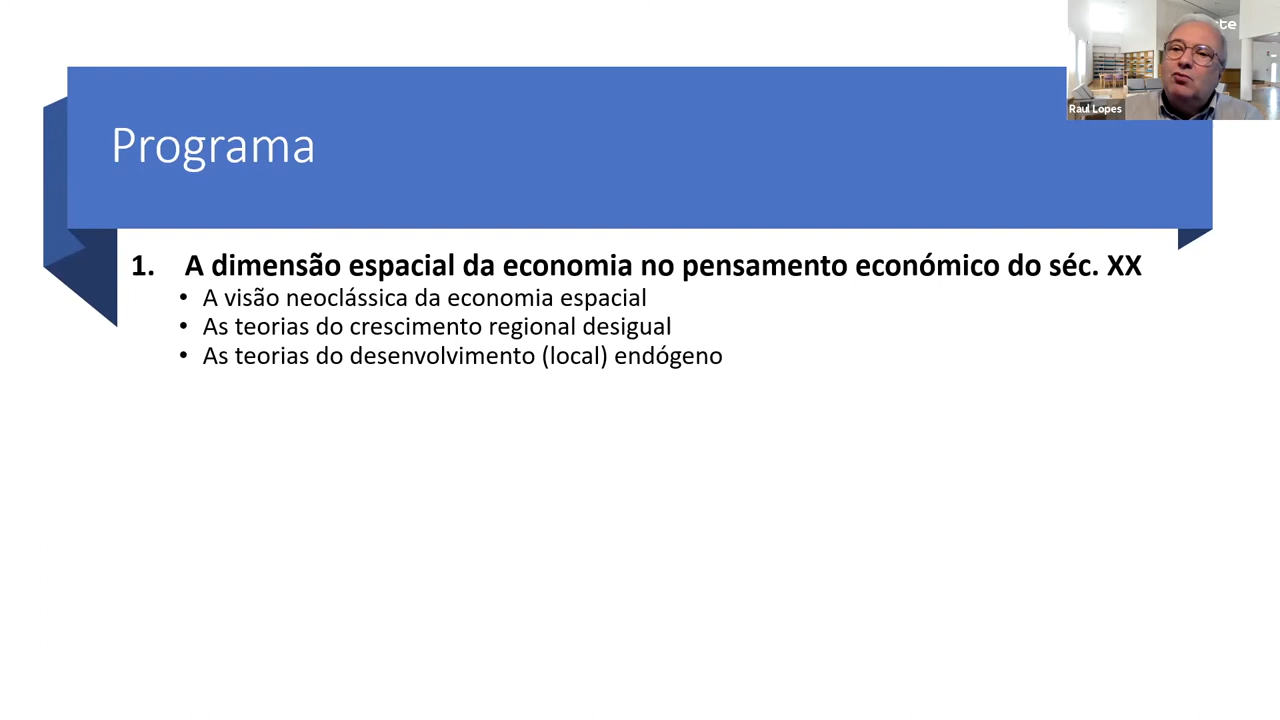 Raul Lopes
Programa
1. A dimensão espacial da economia no pensamento económico do séc. XX
• A visão neoclássica da economia espacial
• As teorias do crescimento regional desigual
• As teorias do desenvolvimento (local) endógeno